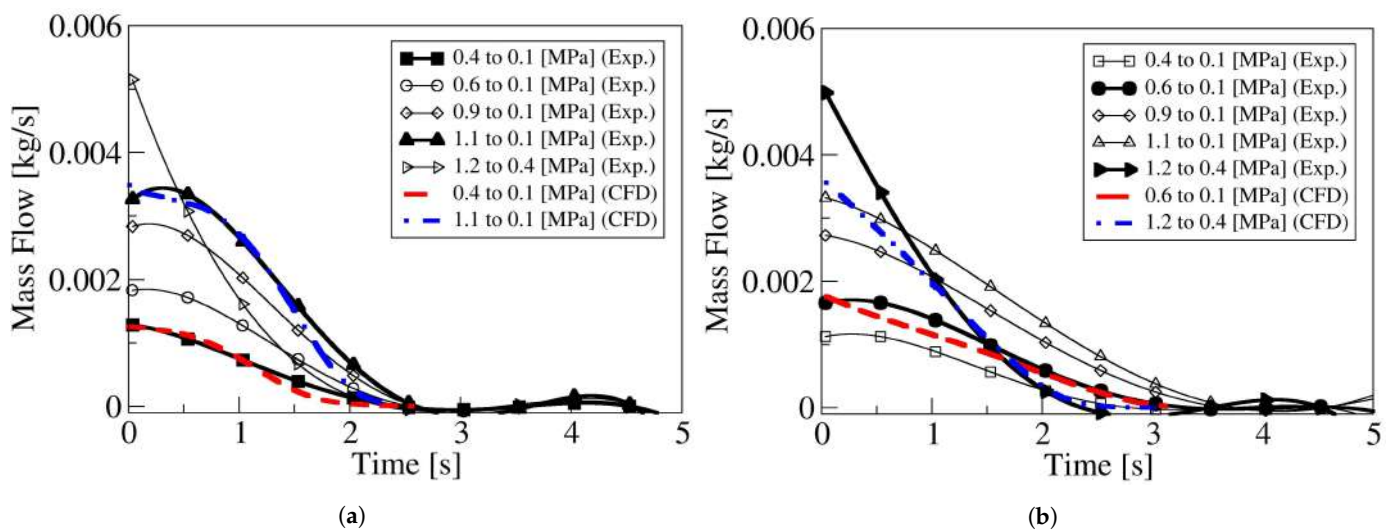 0.006
0.004
0.002
0
Mass Flow [kg/s]
0.4 to 0.1 [MPa] (Exp.)
0.6 to 0.1 [MPa] (Exp.)
0.9 to 0.1 [MPa] (Exp.)
1.1 to 0.1 [MPa] (Exp.)
1.2 to 0.4 [MPa] (Exp.)
0.4 to 0.1 [MPa] (CFD)
1.1 to 0.1 [MPa] (CFD)
0 1 2 3 4 5
Time [s]
(a)
0.006
0.004
0.002
0
Mass Flow [kg/s]
0.4 to 0.1 [MPa] (Exp.)
0.6 to 0.1 [MPa] (Exp.)
0.9 to 0.1 [MPa] (Exp.)
1.1 to 0.1 [MPa] (Exp.)
1.2 to 0.4 [MPa] (Exp.)
0.6 to 0.1 [MPa] (CFD)
1.2 to 0.4 [MPa] (CFD)
0 1 2 3 4 5
Time [s]
(b)